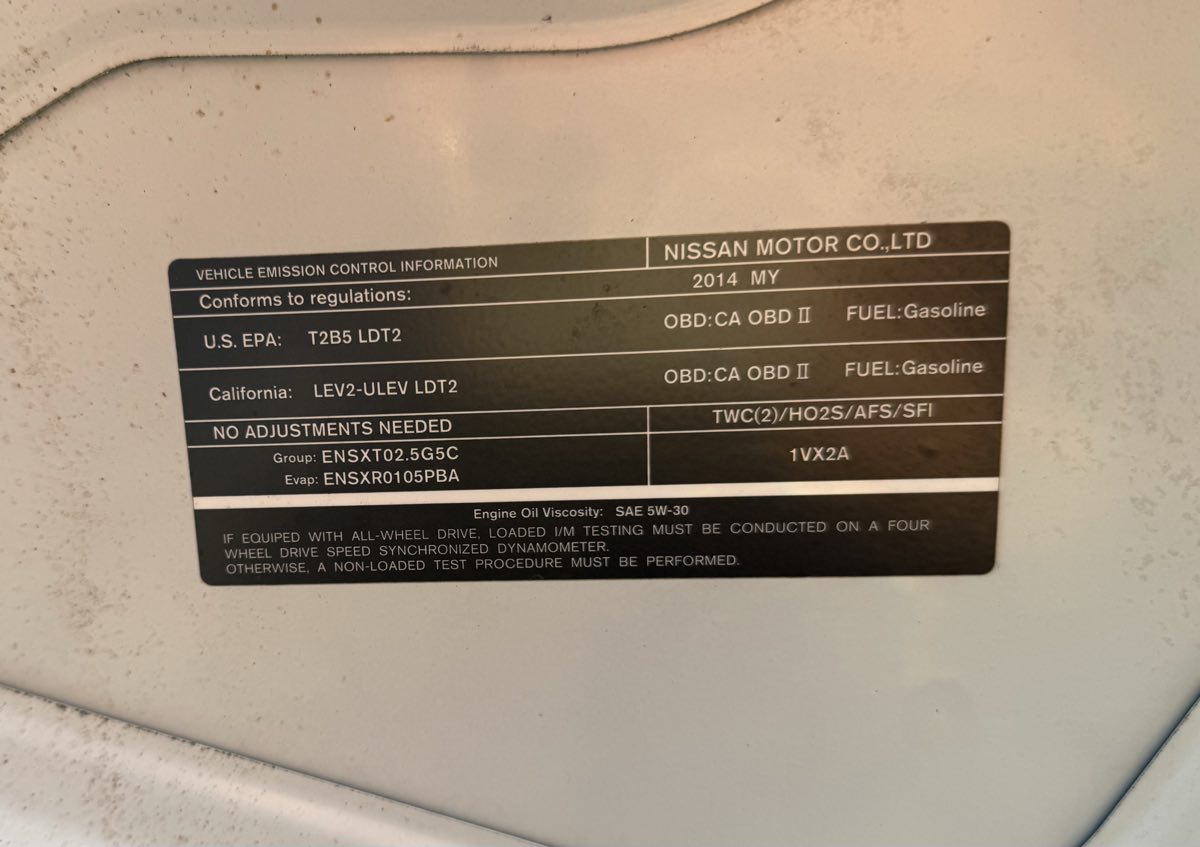 VEHICLE EMISSION CONTROL INFORMATION
NISSAN MOTOR CO.,LTD
Conforms to regulations:
2014 MY
U.S. EPA: T2B5 LDT2 OBD:CA OBD II FUEL:Gasoline
California: LEV2-ULEV LDT2 OBD:CA OBD II FUEL:Gasoline
NO ADJUSTMENTS NEEDED
TWC(2)/HO2S/AFS/SFI
Group: ENSXT02.5G5C
Evap: ENSXR0105PBA
1VX2A
Engine Oil Viscosity: SAE 5W-30
IF EQUIPED WITH ALL-WHEEL DRIVE, LOADED I/M TESTING MUST BE CONDUCTED ON A FOUR
WHEEL DRIVE SPEED SYNCHRONIZED DYNAMOMETER.
OTHERWISE, A NON-LOADED TEST PROCEDURE MUST BE PERFORMED.